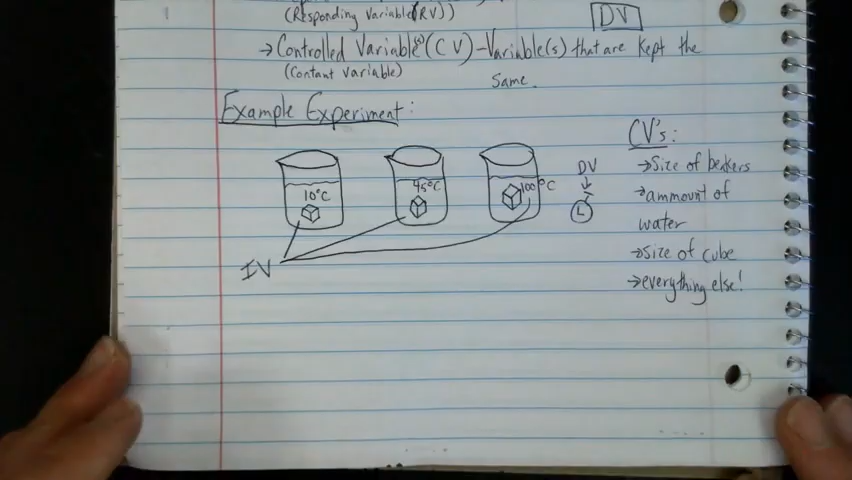 (Responding Variable (RV))
DV
→ Controlled Variable(s) (CV) - Variable(s) that are kept the
(Contant Variable)
same.
Example Experiment:
CV's:
10°C
45°C
100°C
DV
L
IV
→ Size of beakers
→ ammount of
water
→ size of cube
→ everything else!